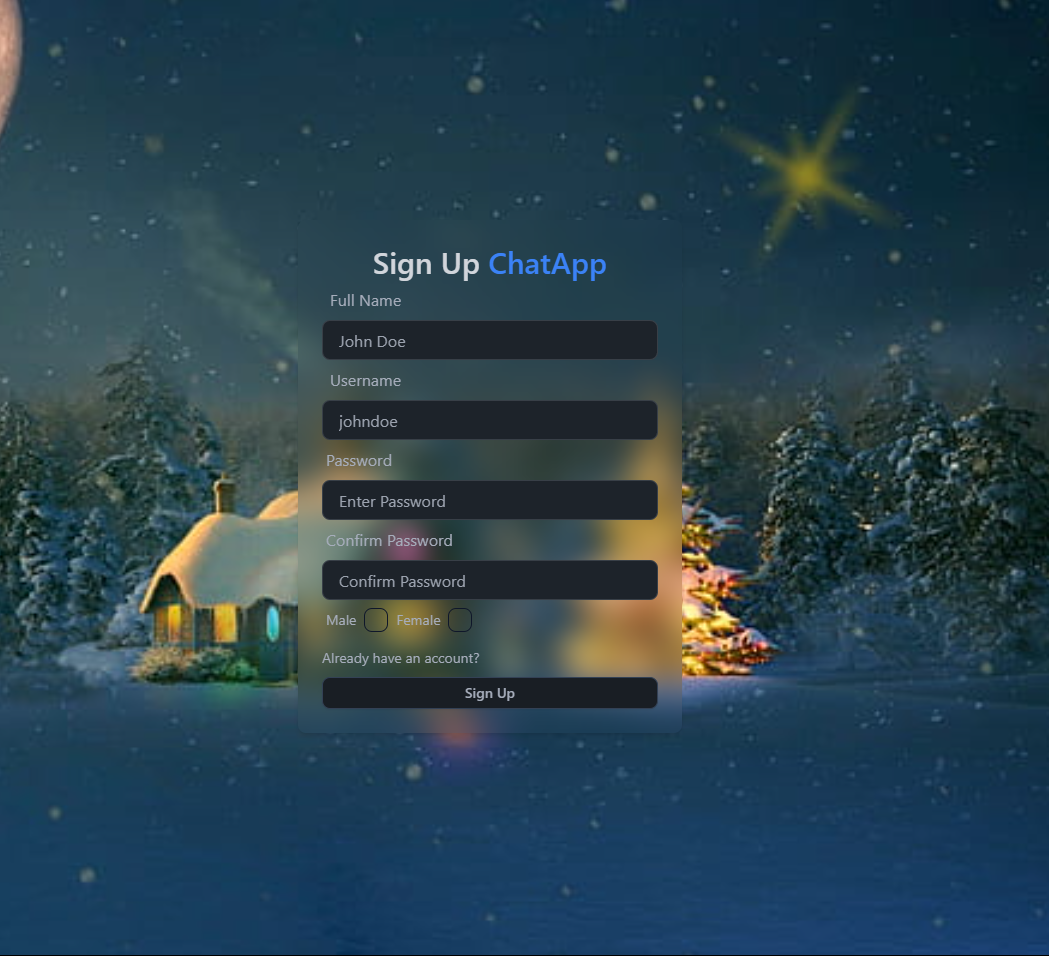 Sign Up ChatApp
Full Name
John Doe
Username
johndoe
Password
Enter Password
Confirm Password
Confirm Password
Male Female
Already have an account?
Sign Up